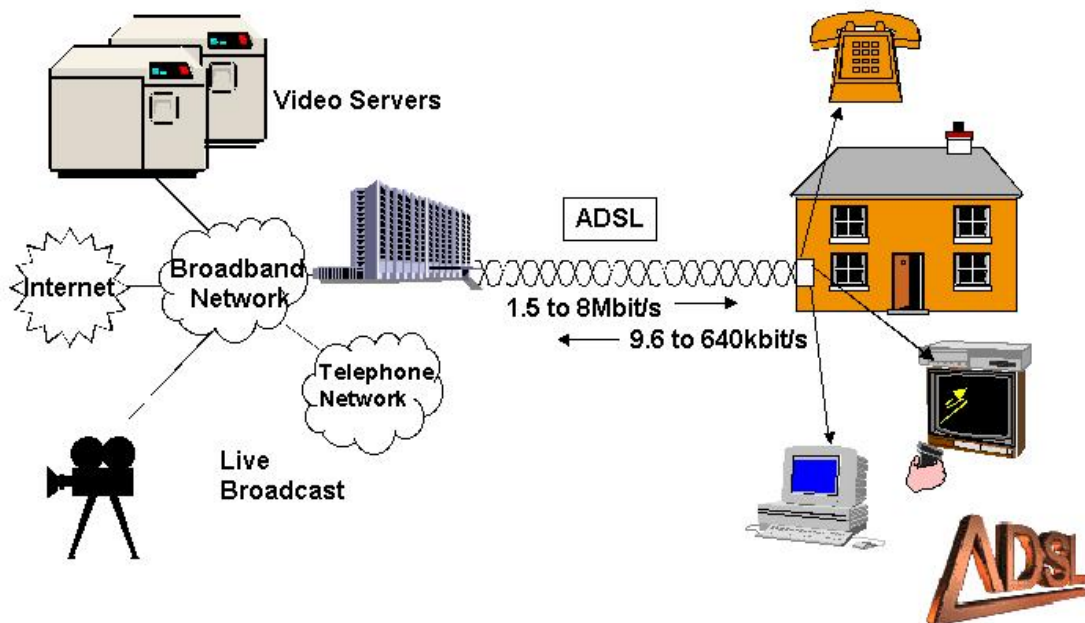 Video Servers
ADSL
Broadband
Network
Internet
1.5 to 8Mbit/s
9.6 to 640kbit/s
Telephone
Network
Live
Broadcast
ADSL